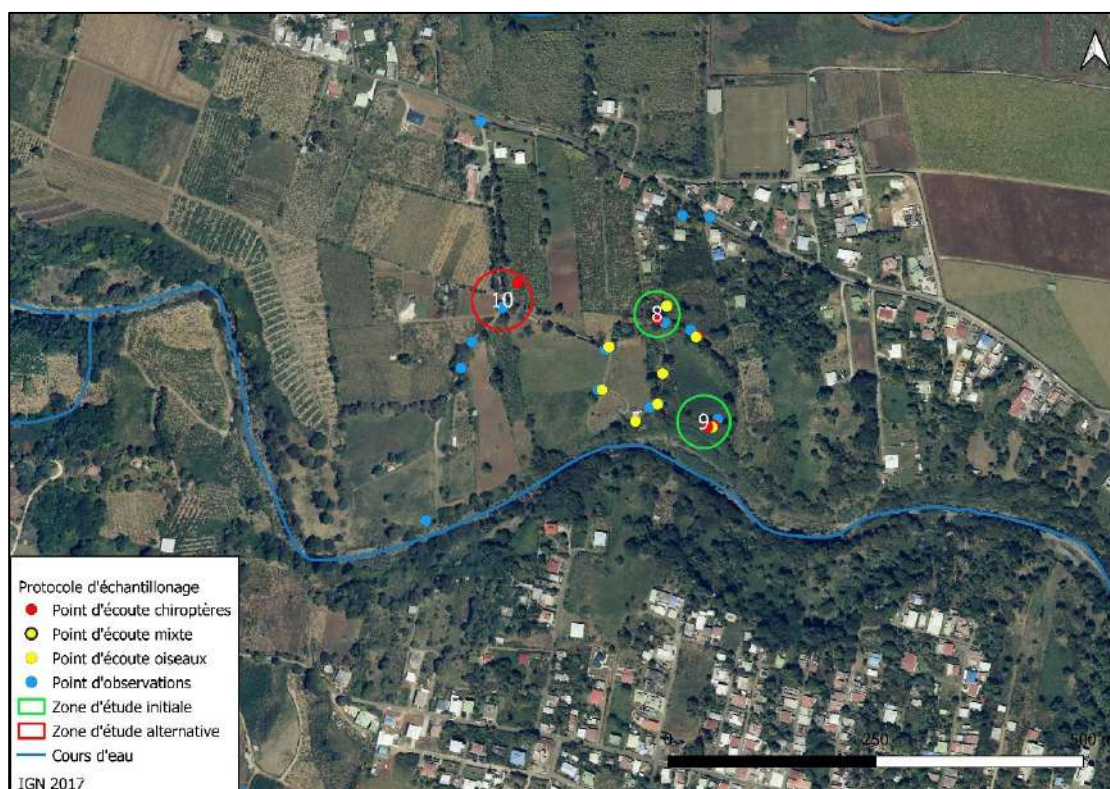 10
8
9
Protocole d'échantillonage
Point d'écoute chiroptères
Point d'écoute mixte
Point d'écoute oiseaux
Point d'observations
Zone d'étude initiale
Zone d'étude alternative
Cours d'eau
IGN 2017
0 250 500 m